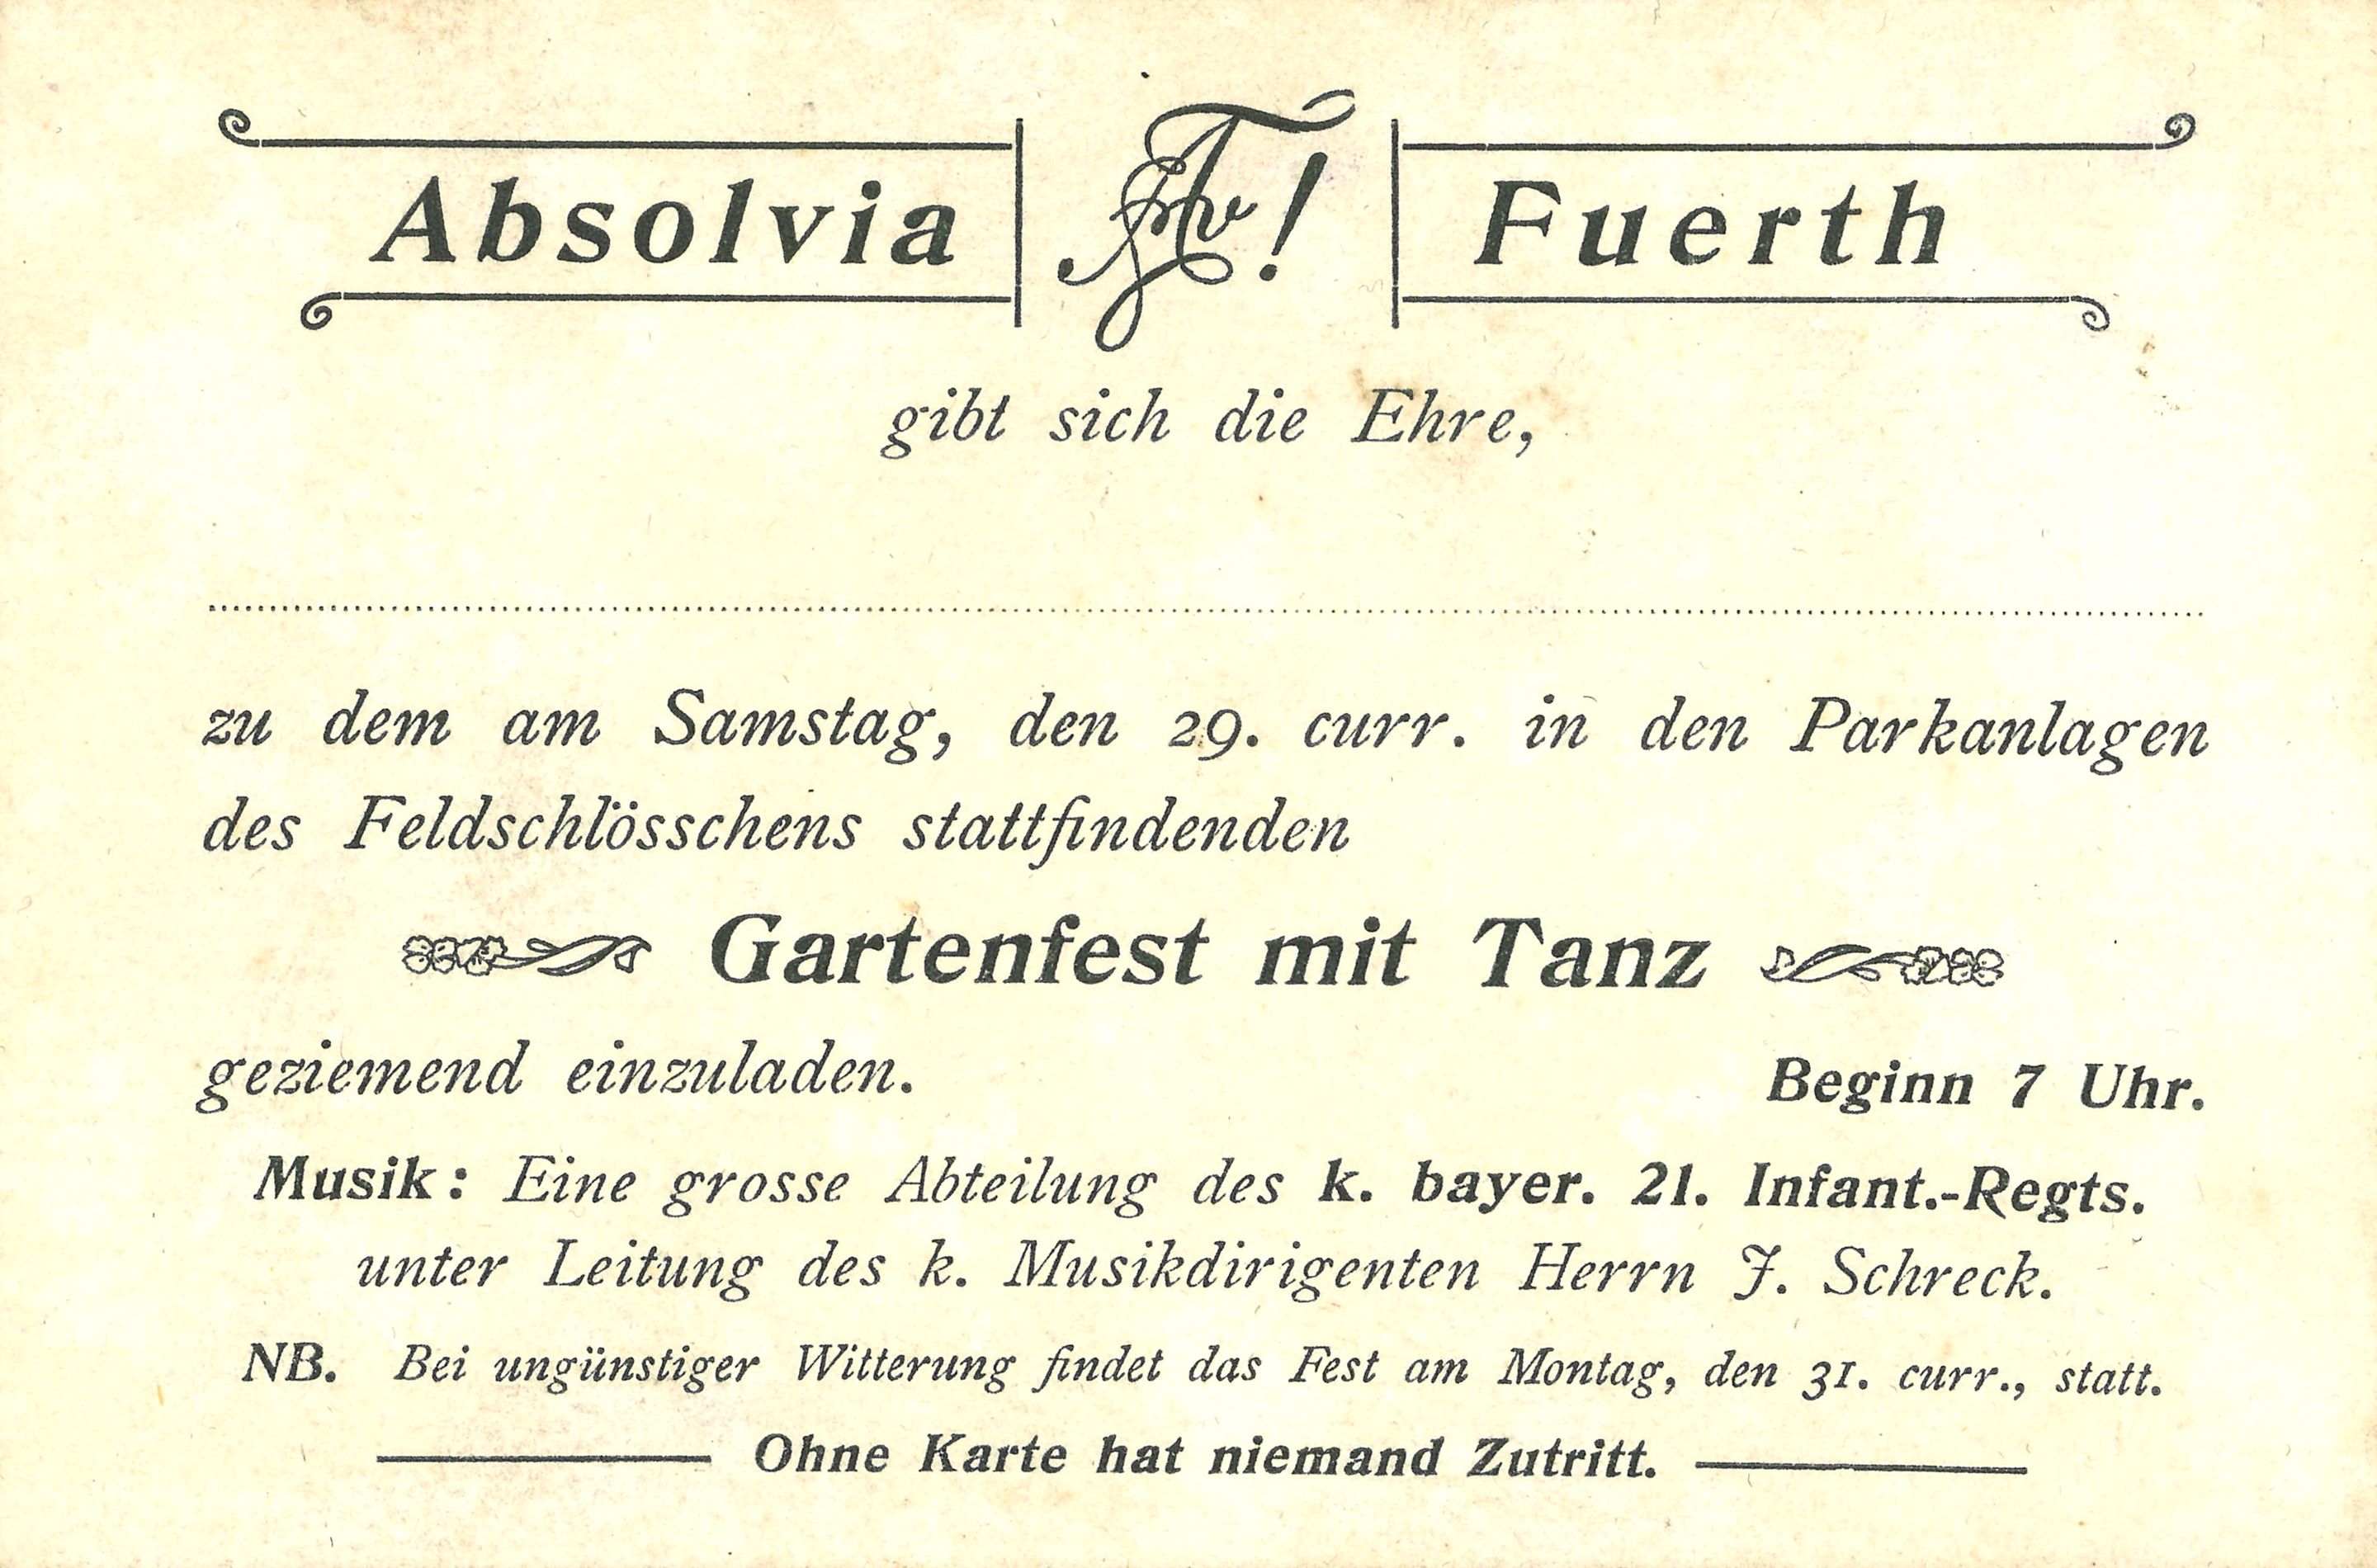 Absolvia ! Fuerth
gibt sich die Ehre,
zu dem am Samstag, den 29. curr. in den Parkanlagen
des Feldschlösschens stattfindenden
Gartenfest mit Tanz
geziemend einzuladen. Beginn 7 Uhr.
Musik: Eine grosse Abteilung des k. bayer. 21. Infant.-Regts.
unter Leitung des k. Musikdirigenten Herrn J. Schreck.
NB. Bei ungünstiger Witterung findet das Fest am Montag, den 31. curr., statt.
Ohne Karte hat niemand Zutritt.